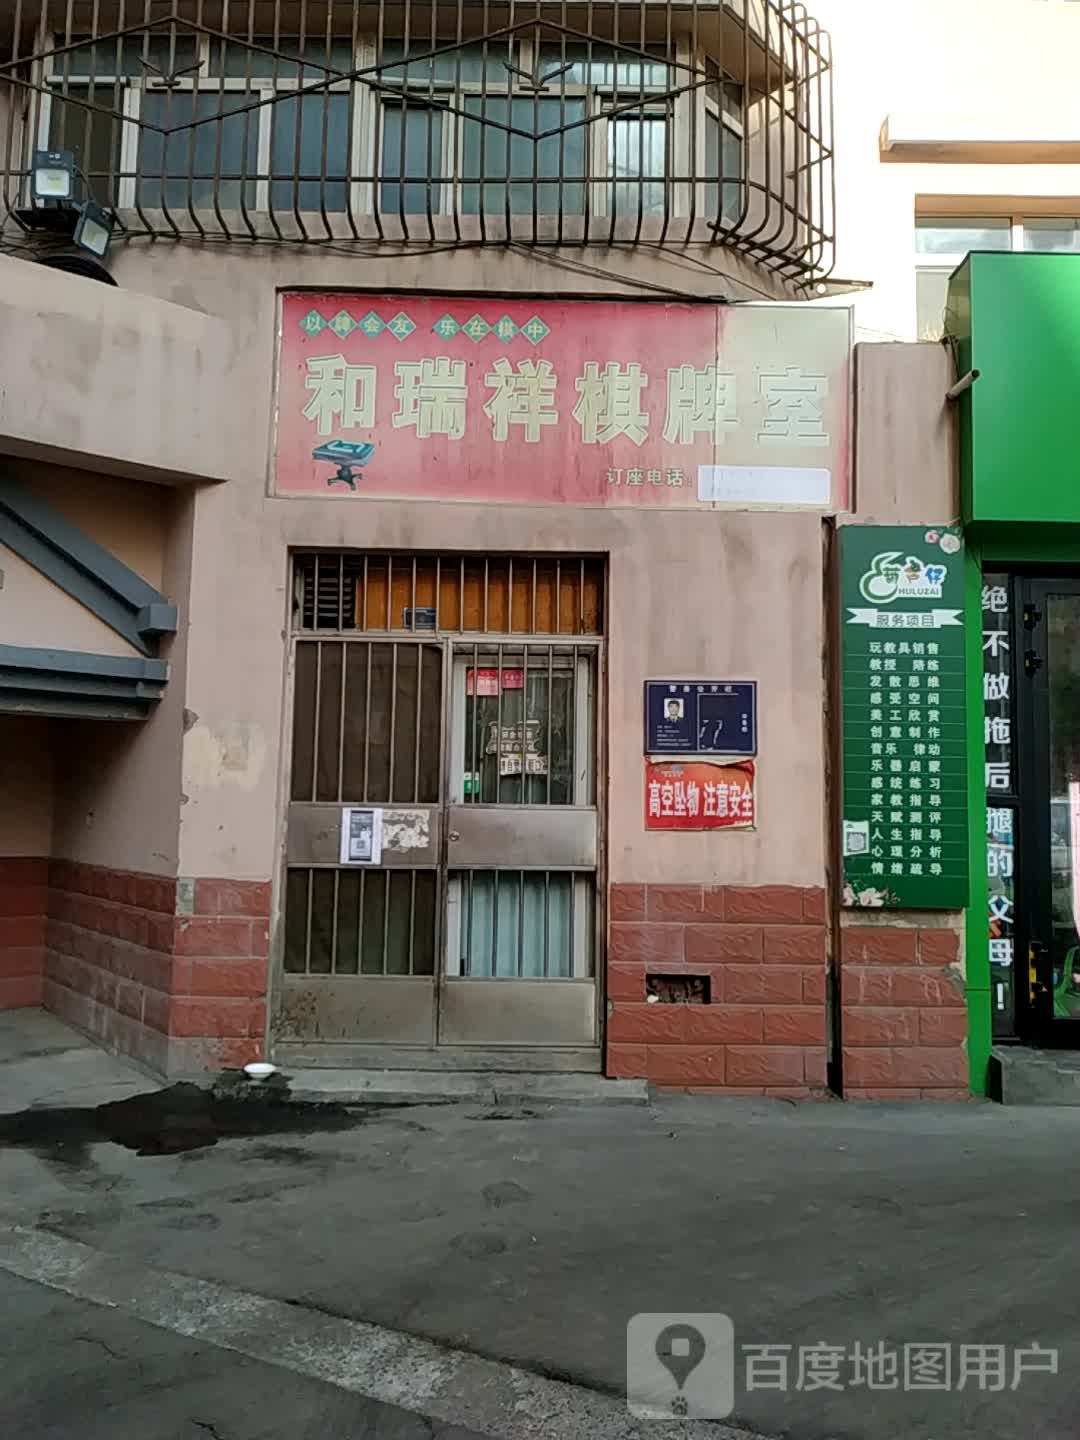 以牌会友 乐在棋中
和瑞祥棋牌室
订座电话:
葫芦仔
HULUZAI
服务项目
玩教具销售
教授 陪练
发散思维
感受空间
美工欣赏
创意制作
音乐 律动
乐器启蒙
感统练习
家教指导
天赋测评
人生指导
心理分析
情绪疏导
绝不做拖后腿的父母！
高空坠物 注意安全
百度地图用户